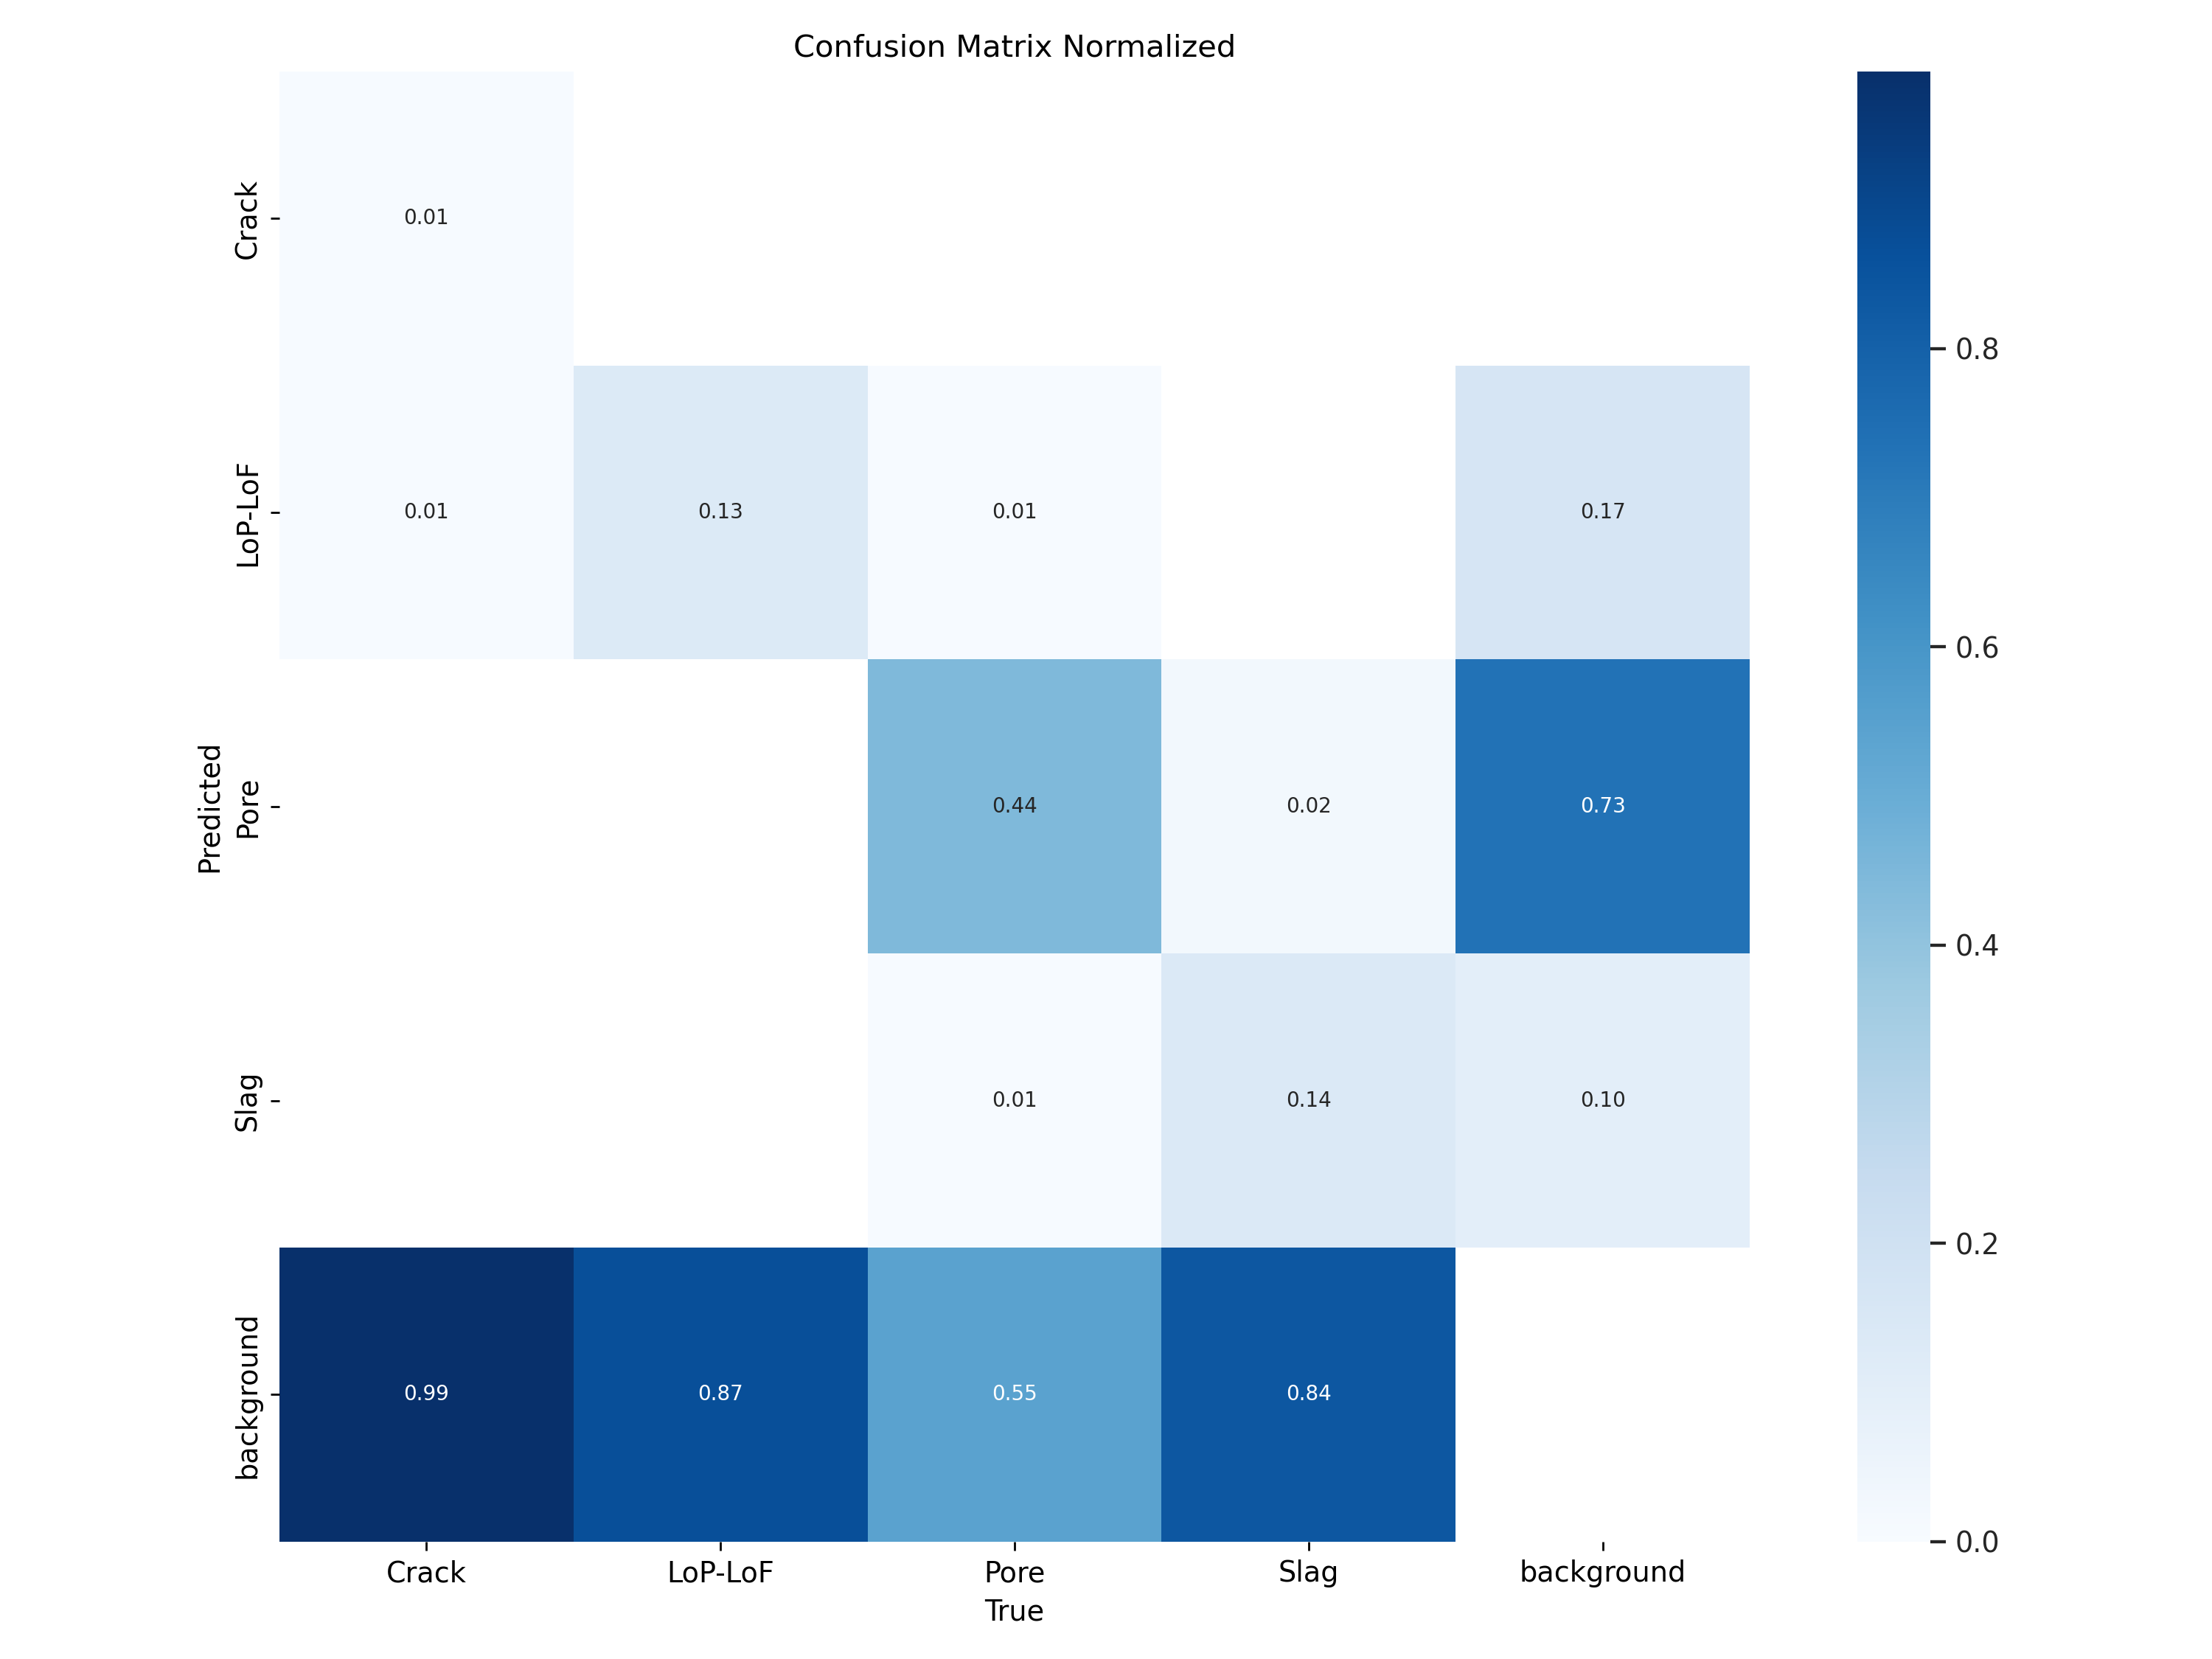 Confusion Matrix Normalized
Predicted
Crack
0.01
LoP-LoF
0.01 0.13 0.01 0.17
Pore
0.44 0.02 0.73
Slag
0.01 0.14 0.10
background
0.99 0.87 0.55 0.84
Crack LoP-LoF Pore Slag background
True
0.8
0.6
0.4
0.2
0.0